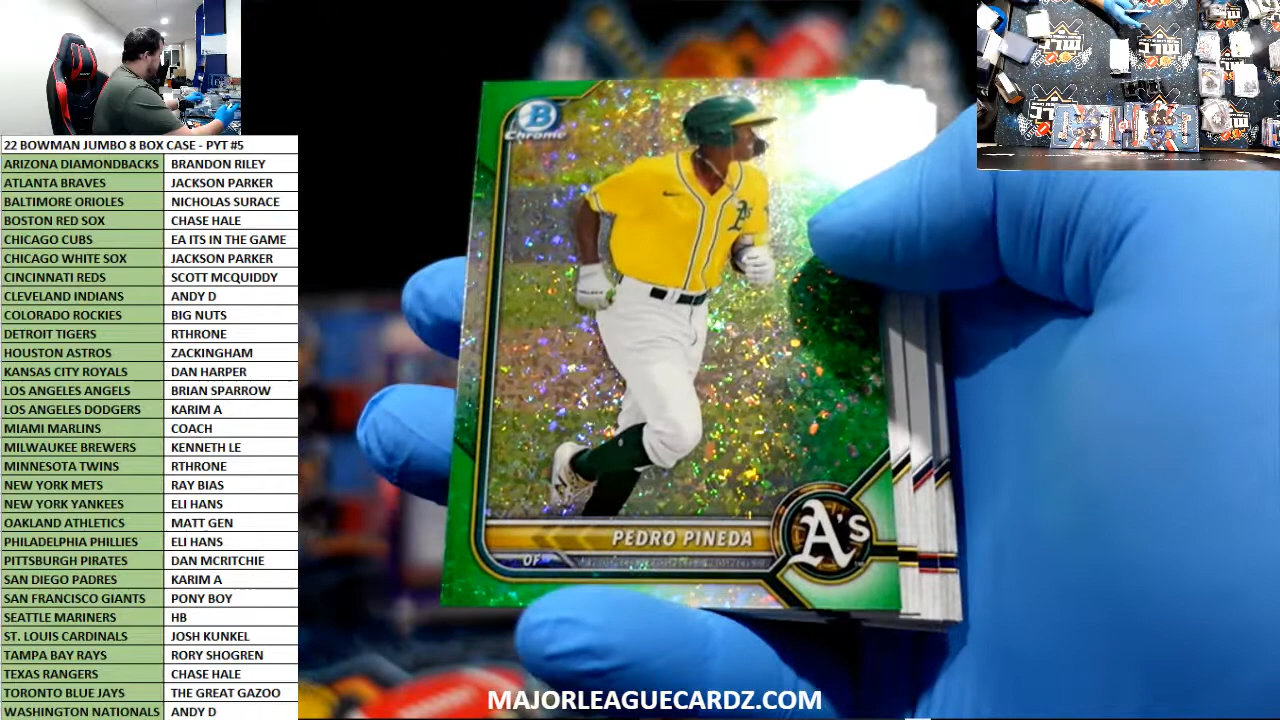 22 BOWMAN JUMBO 8 BOX CASE - PYT #5
ARIZONA DIAMONDBACKS BRANDON RILEY
ATLANTA BRAVES JACKSON PARKER
BALTIMORE ORIOLES NICHOLAS SURACE
BOSTON RED SOX CHASE HALE
CHICAGO CUBS EA ITS IN THE GAME
CHICAGO WHITE SOX JACKSON PARKER
CINCINNATI REDS SCOTT MCQUIDDY
CLEVELAND INDIANS ANDY D
COLORADO ROCKIES BIG NUTS
DETROIT TIGERS RTHRONE
HOUSTON ASTROS ZACKINGHAM
KANSAS CITY ROYALS DAN HARPER
LOS ANGELES ANGELS BRIAN SPARROW
LOS ANGELES DODGERS KARIM A
MIAMI MARLINS COACH
MILWAUKEE BREWERS KENNETH LE
MINNESOTA TWINS RTHRONE
NEW YORK METS RAY BIAS
NEW YORK YANKEES ELI HANS
OAKLAND ATHLETICS MATT GEN
PHILADELPHIA PHILLIES ELI HANS
PITTSBURGH PIRATES DAN MCRITCHIE
SAN DIEGO PADRES KARIM A
SAN FRANCISCO GIANTS PONY BOY
SEATTLE MARINERS HB
ST. LOUIS CARDINALS JOSH KUNKEL
TAMPA BAY RAYS RORY SHOGREN
TEXAS RANGERS CHASE HALE
TORONTO BLUE JAYS THE GREAT GAZOO
WASHINGTON NATIONALS ANDY D
B
Chrome
A's
PEDRO PINEDA
OF
A's
MAJORLEAGUECARDZ.COM